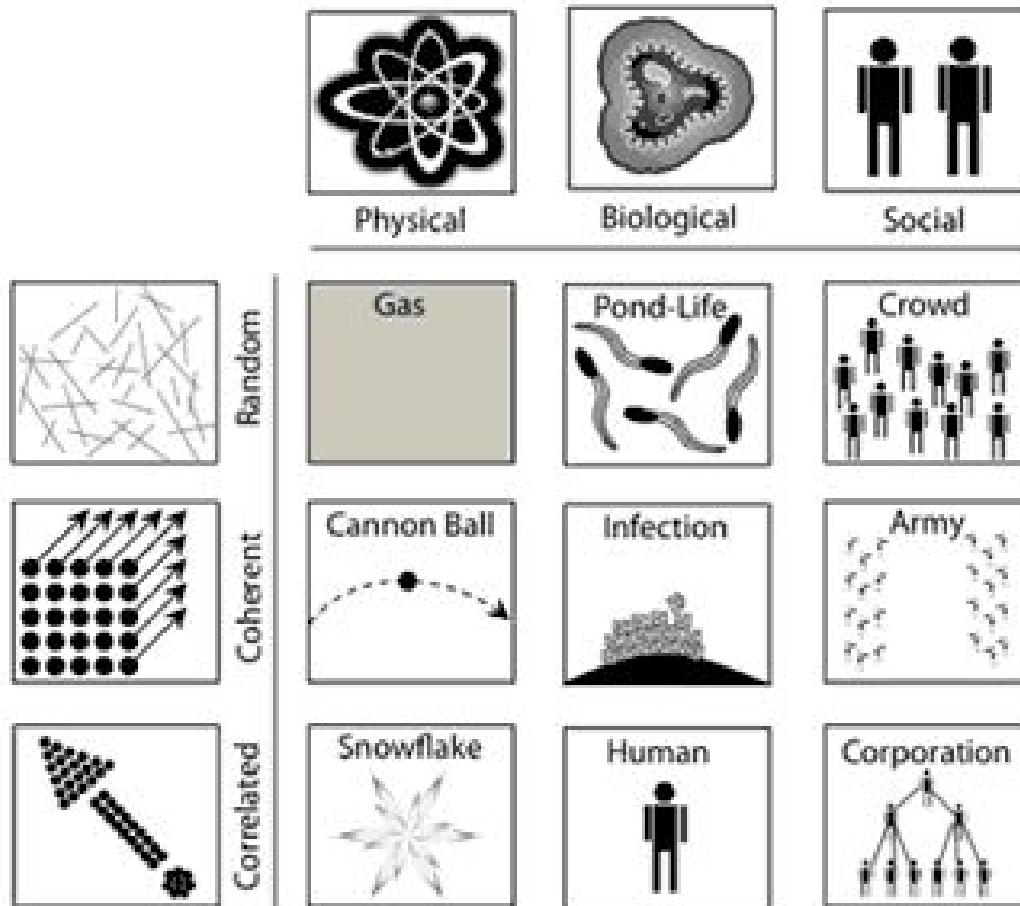 Physical
Biological
Social
Random
Gas
Pond-Life
Crowd
Coherent
Cannon Ball
Infection
Army
Correlated
Snowflake
Human
Corporation